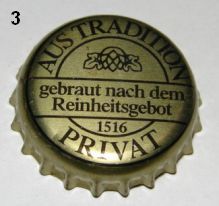 3
AUS TRADITION
gebraut nach dem
Reinheitsgebot
1516
PRIVAT